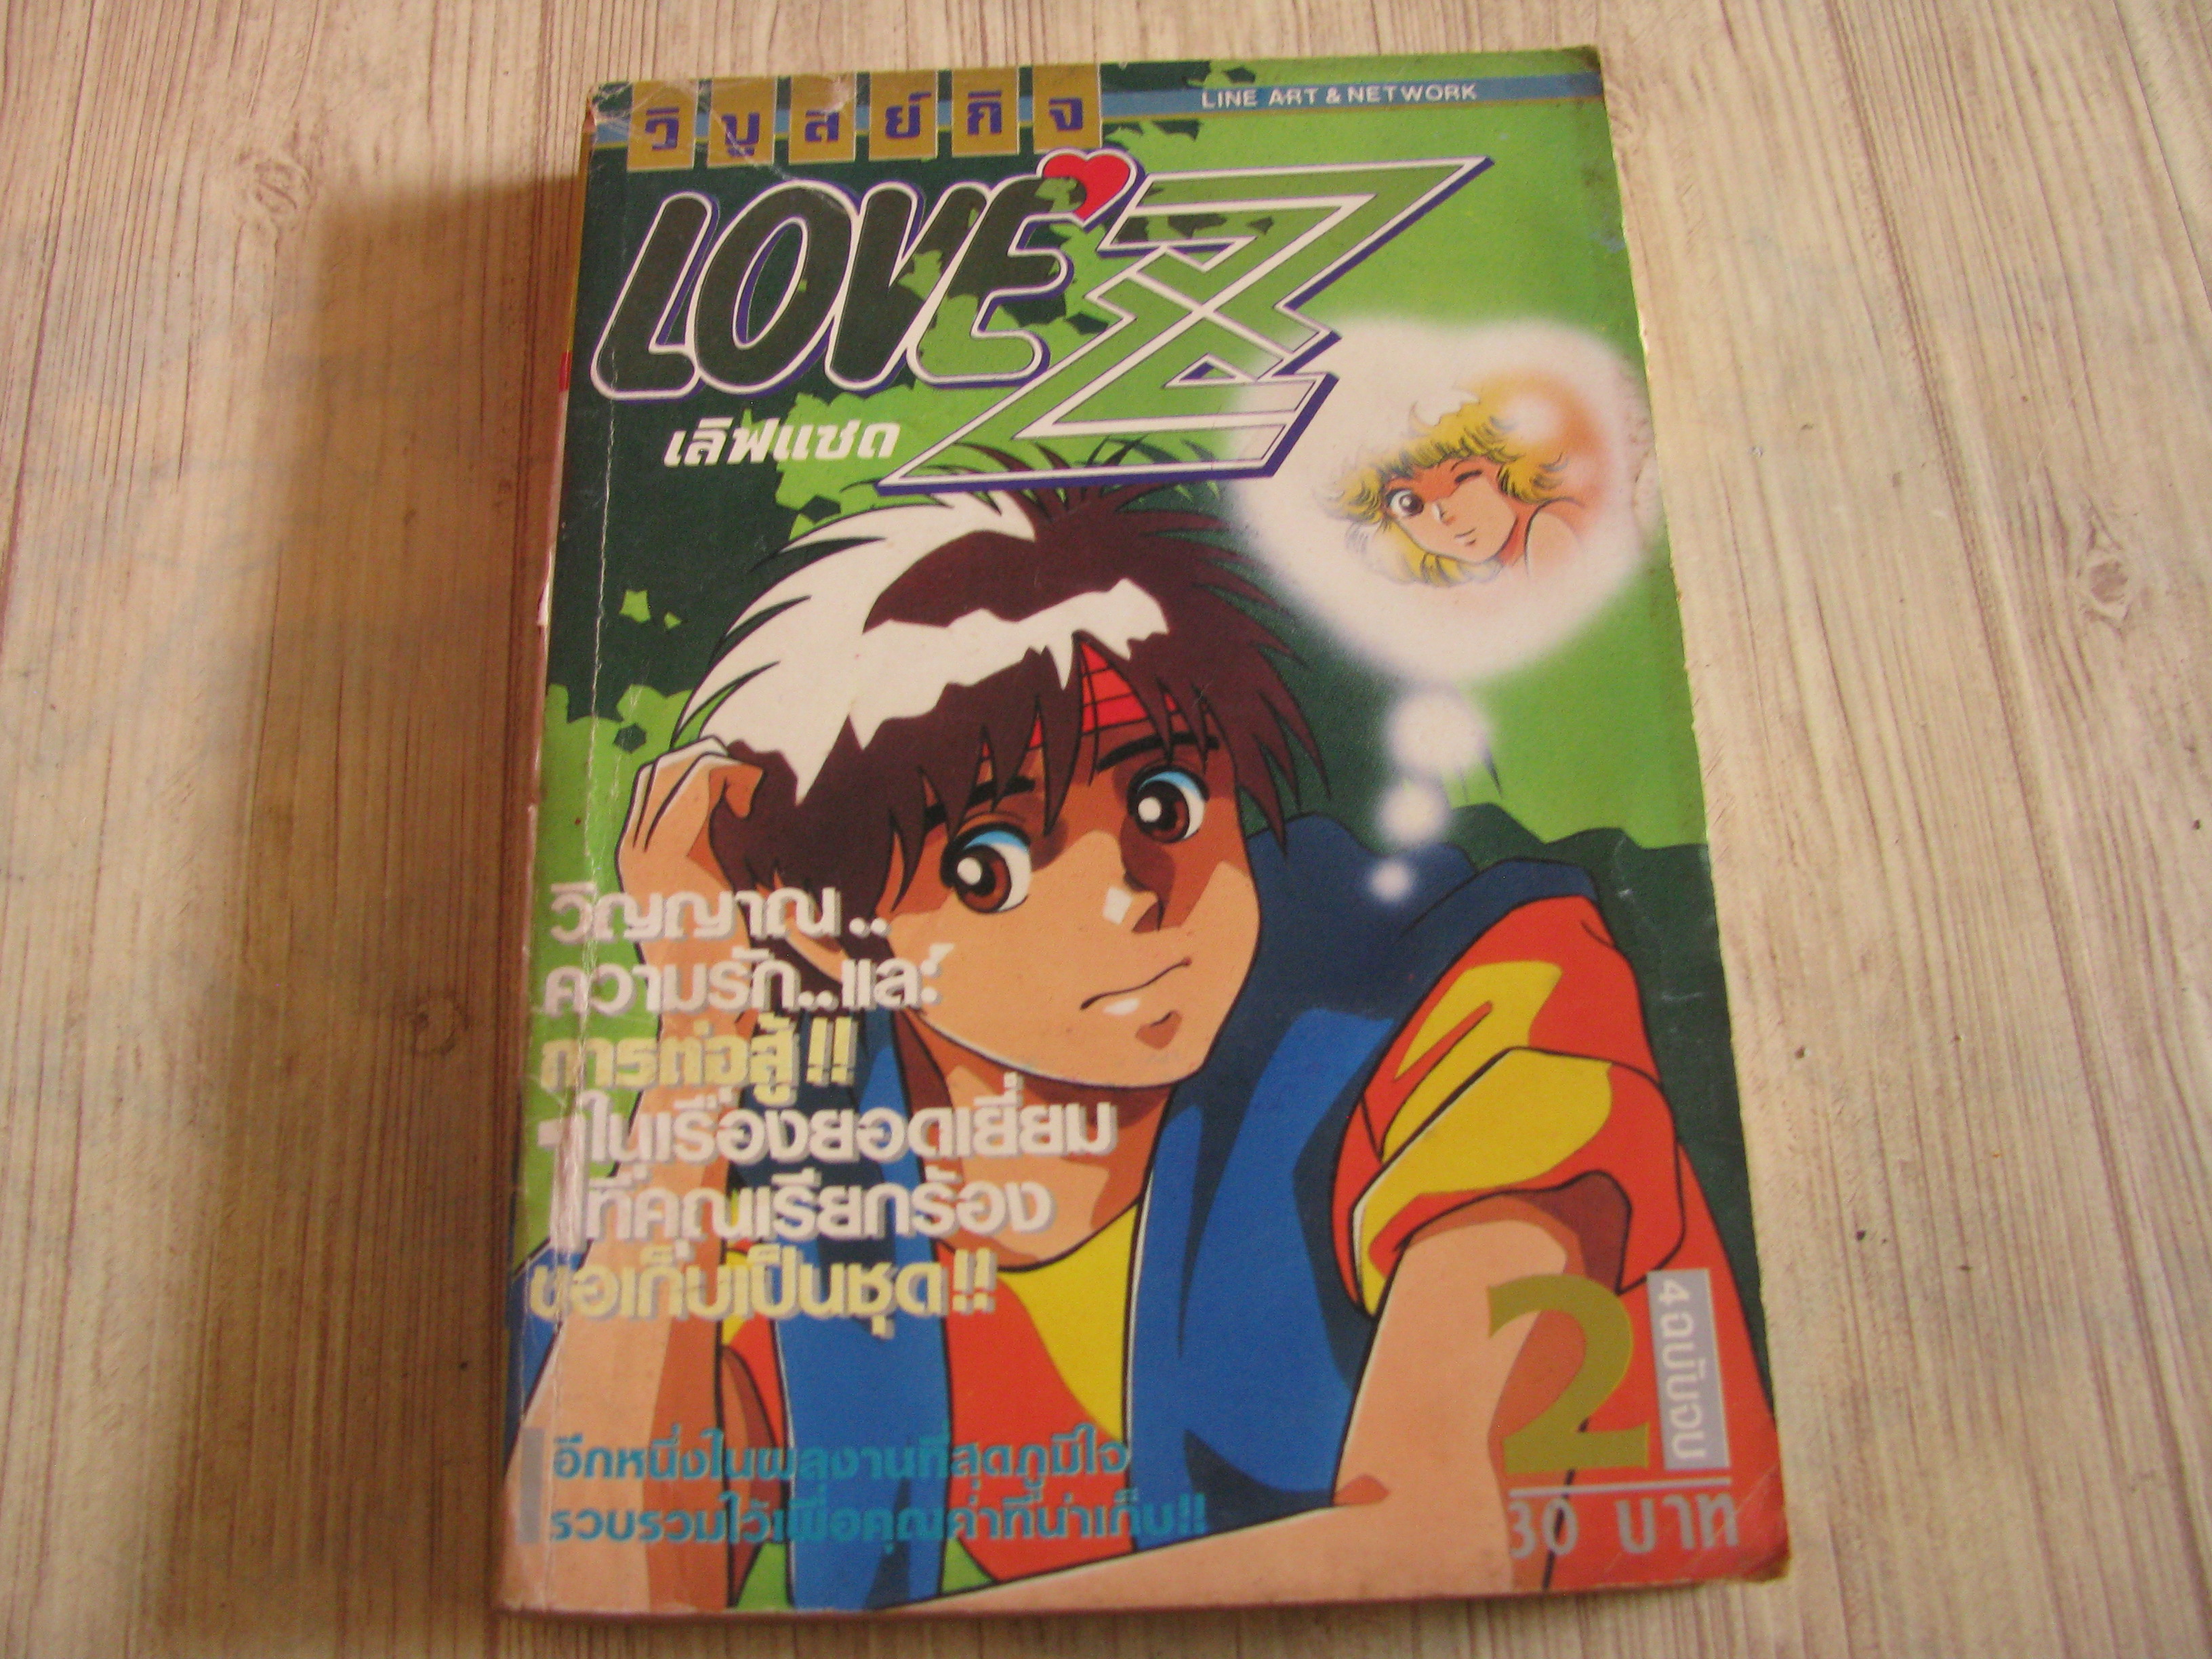 วิบูลย์กิจ
LINE ART & NETWORK
LOVE Z
เลิฟแซด
วิญญาณ..
ความรัก..และ
การต่อสู้!!
ในเรื่องยอดเยี่ยม
ที่คุณเรียกร้อง
ขอเก็บเป็นชุด!!
2
4 ฉบับจบ
30 บาท
อีกหนึ่งในผลงานที่สุดภูมิใจ
รวบรวมไว้เพื่อคุณค่าที่น่าเก็บ!!